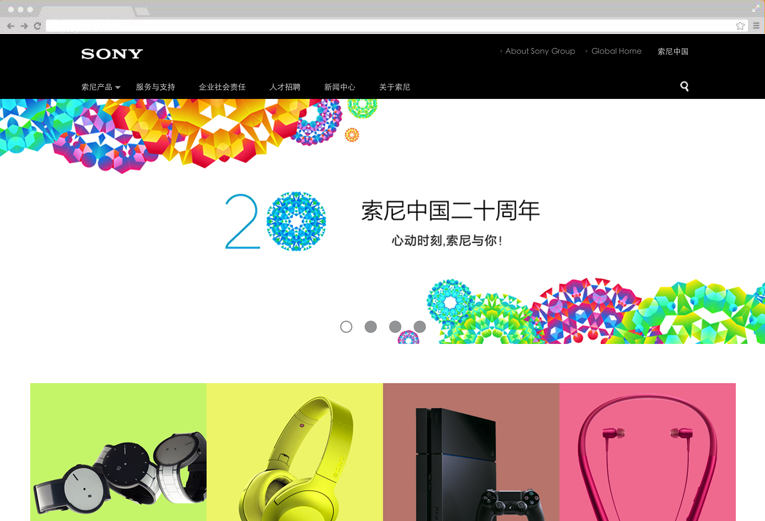 SONY
About Sony Group
Global Home
索尼中国
索尼产品
服务与支持
企业社会责任
人才招聘
新闻中心
关于索尼
20
索尼中国二十周年
心动时刻,索尼与你!